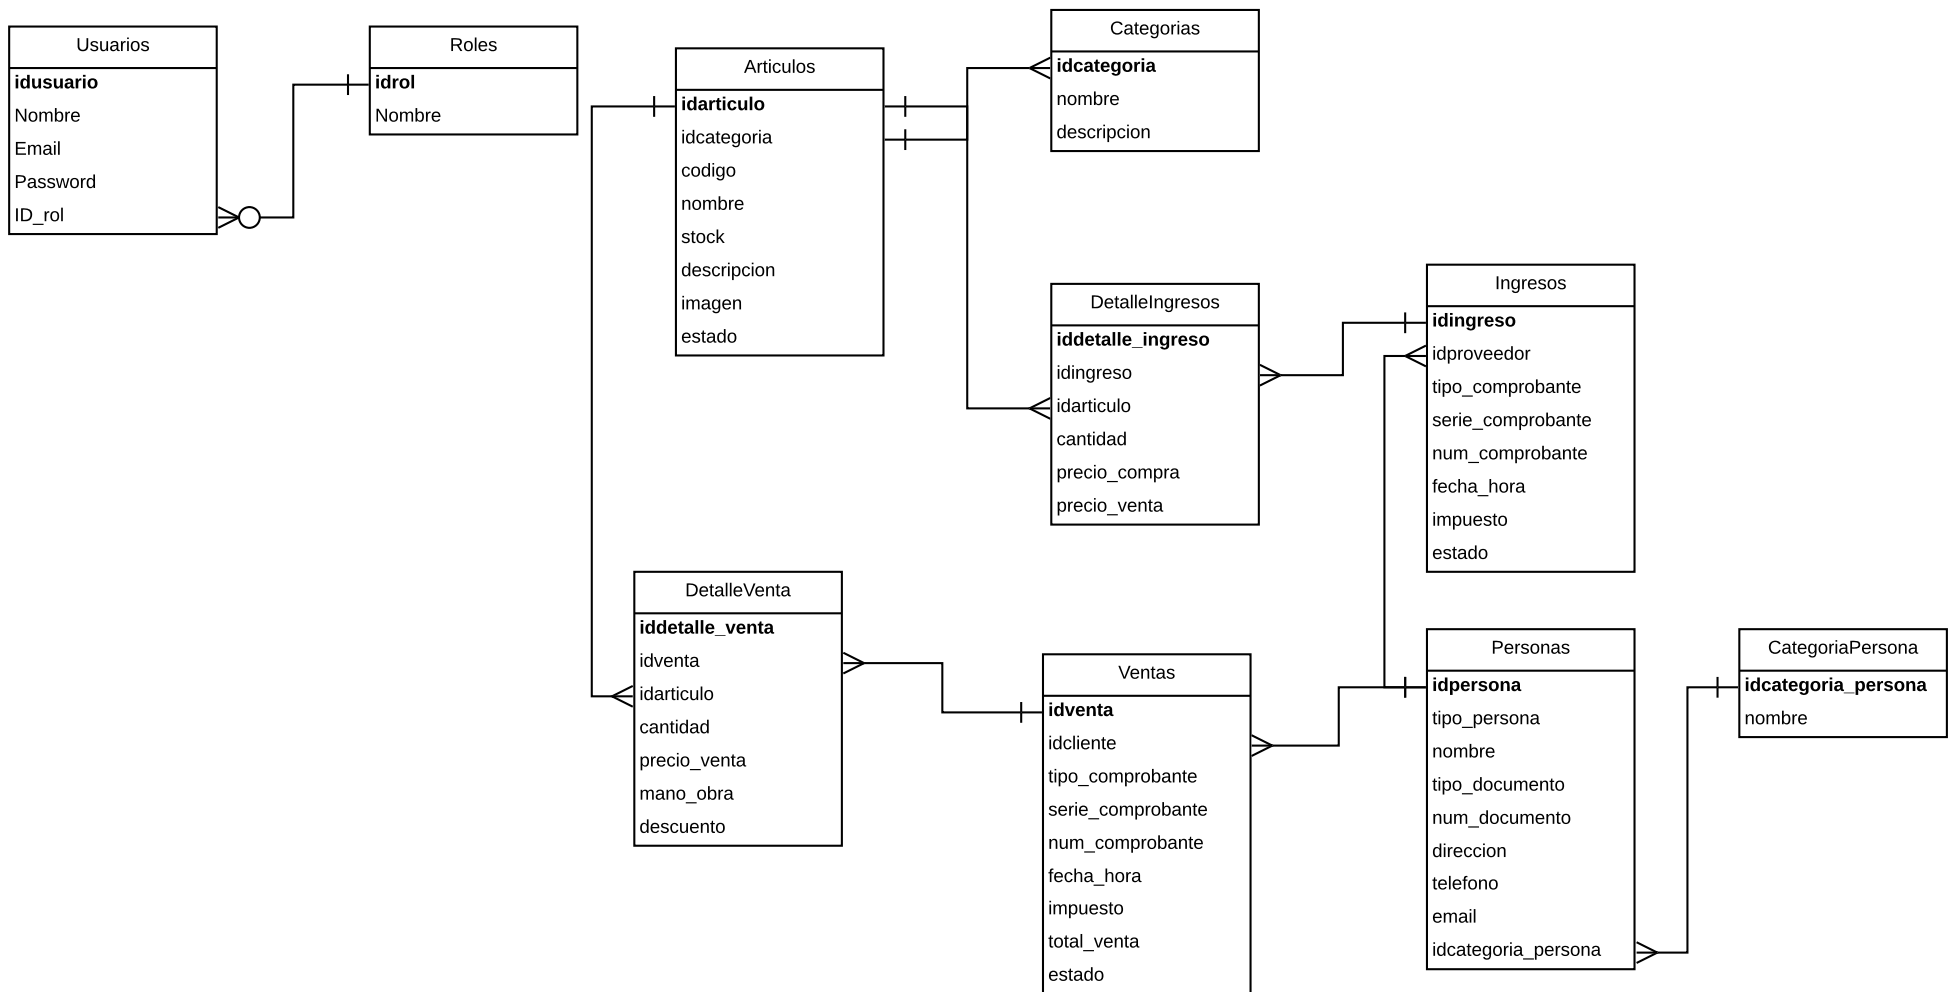 Usuarios
idusuario
Nombre
Email
Password
ID_rol
Roles
idrol
Nombre
Articulos
idarticulo
idcategoria
codigo
nombre
stock
descripcion
imagen
estado
Categorias
idcategoria
nombre
descripcion
DetalleIngresos
iddetalle_ingreso
idingreso
idarticulo
cantidad
precio_compra
precio_venta
Ingresos
idingreso
idproveedor
tipo_comprobante
serie_comprobante
num_comprobante
fecha_hora
impuesto
estado
DetalleVenta
iddetalle_venta
idventa
idarticulo
cantidad
precio_venta
mano_obra
descuento
Ventas
idventa
idcliente
tipo_comprobante
serie_comprobante
num_comprobante
fecha_hora
impuesto
total_venta
estado
Personas
idpersona
tipo_persona
nombre
tipo_documento
num_documento
direccion
telefono
email
idcategoria_persona
CategoriaPersona
idcategoria_persona
nombre